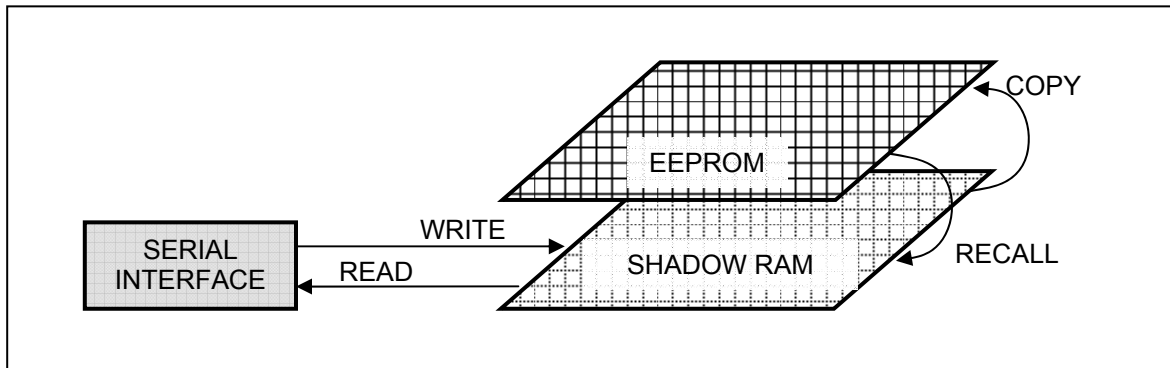 COPY
EEPROM
WRITE
SERIAL
INTERFACE
READ
SHADOW RAM
RECALL